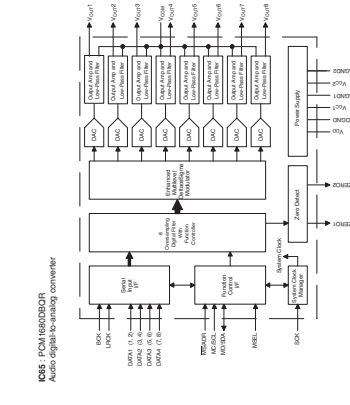 IC55 : PCM1680DBQR
Audio digital-to-analog converter
BCK
LRCK
DATA1 (1, 2)
DATA2 (3, 4)
DATA3 (5, 6)
DATA4 (7, 8)
Serial
Input
I/F
MS/ADR
MC/SCL
MD/SDA
MSEL
Function
Control
I/F
SCK
System Clock
Manager
System Clock
8
Oversampling
Digital Filter
With
Function
Controller
Enhanced
Multilevel
Delta-Sigma
Modulator
Zero Detect
ZERO1
ZERO2
DAC
DAC
DAC
DAC
DAC
DAC
DAC
DAC
Output Amp and
Low-Pass Filter
Output Amp and
Low-Pass Filter
Output Amp and
Low-Pass Filter
Output Amp and
Low-Pass Filter
Output Amp and
Low-Pass Filter
Output Amp and
Low-Pass Filter
Output Amp and
Low-Pass Filter
Output Amp and
Low-Pass Filter
VOUT1
VOUT2
VOUT3
VCOM
VOUT4
VOUT5
VOUT6
VOUT7
VOUT8
Power Supply
VDD
DGND
VCC1
AGND1
VCC2
AGND2